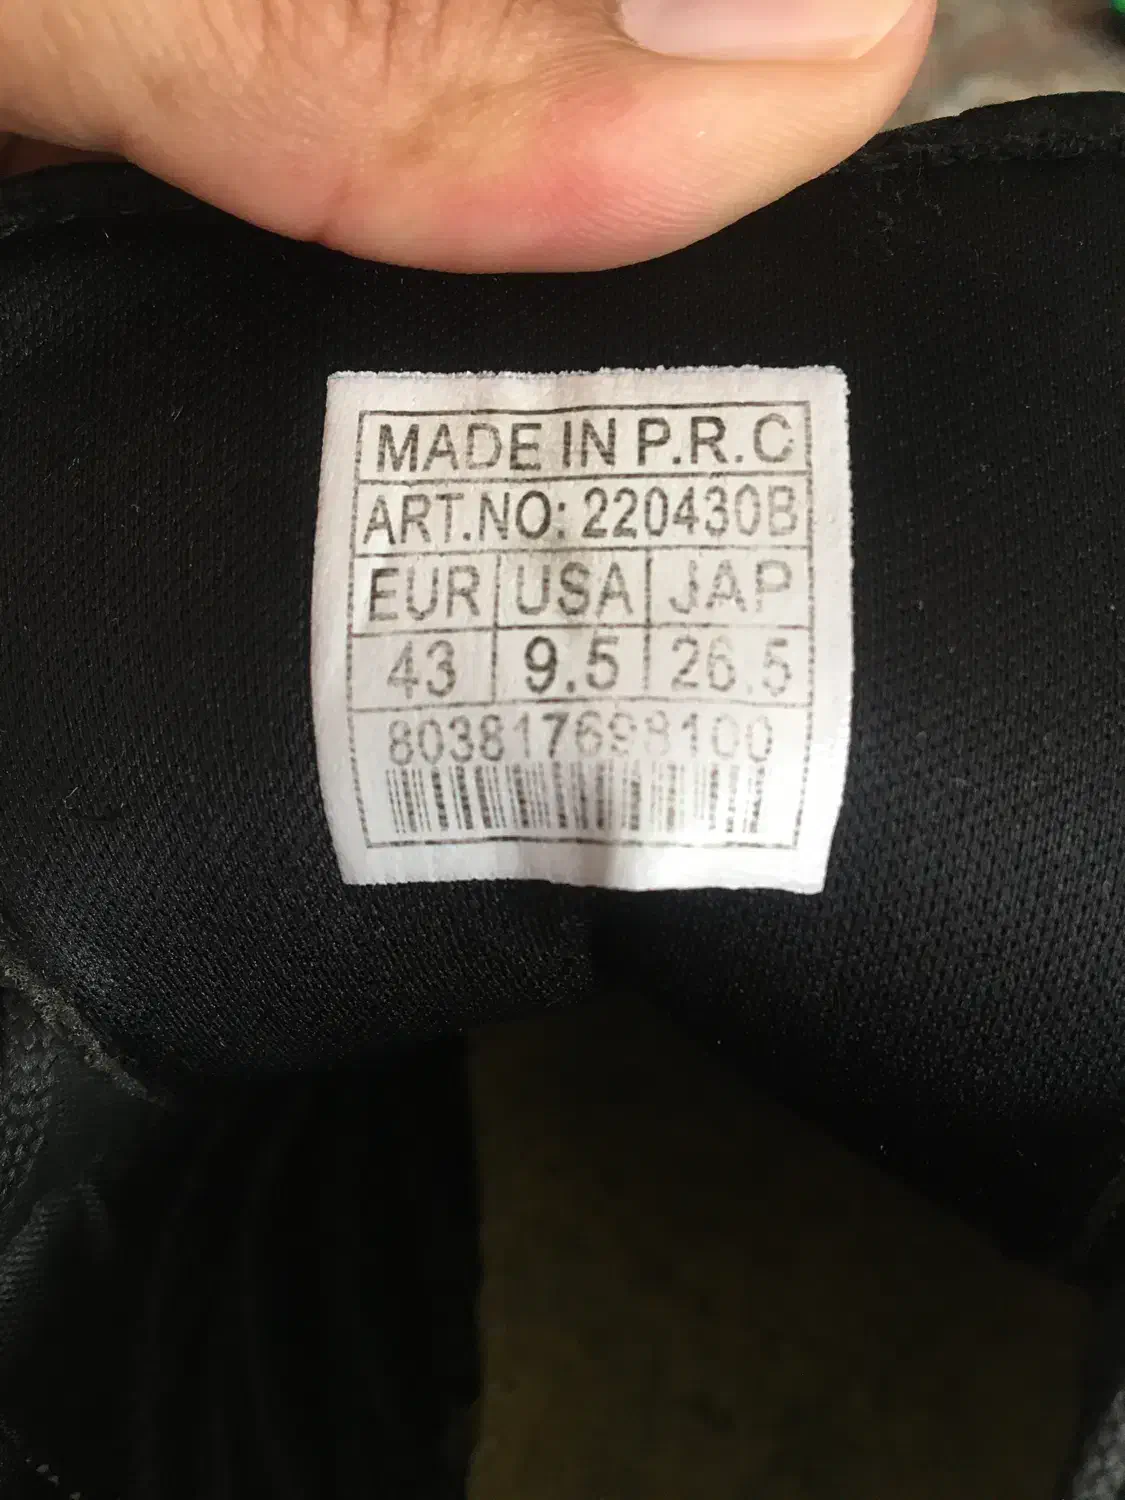 MADE IN P.R.C
ART.NO: 220430B
EUR USA JAP
43 9.5 26.5
803817698100